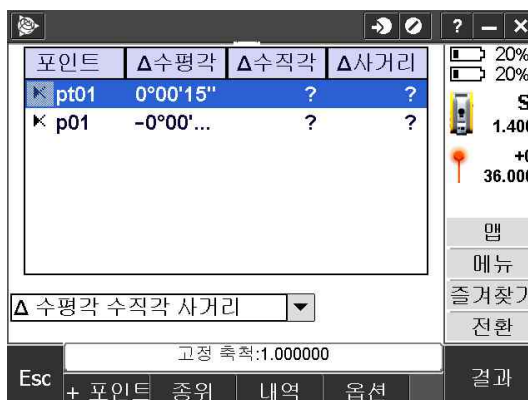 ? – ×
포인트 Δ수평각 Δ수직각 Δ사거리
pt01 0°00'15" ? ?
p01 -0°00'... ? ?
20%
20%
S
1.400
+0
36.000
맵
메뉴
즐겨찾기
전환
Δ 수평각 수직각 사거리
고정 축척:1.000000
Esc + 포인트 종위 내역 옵션 결과